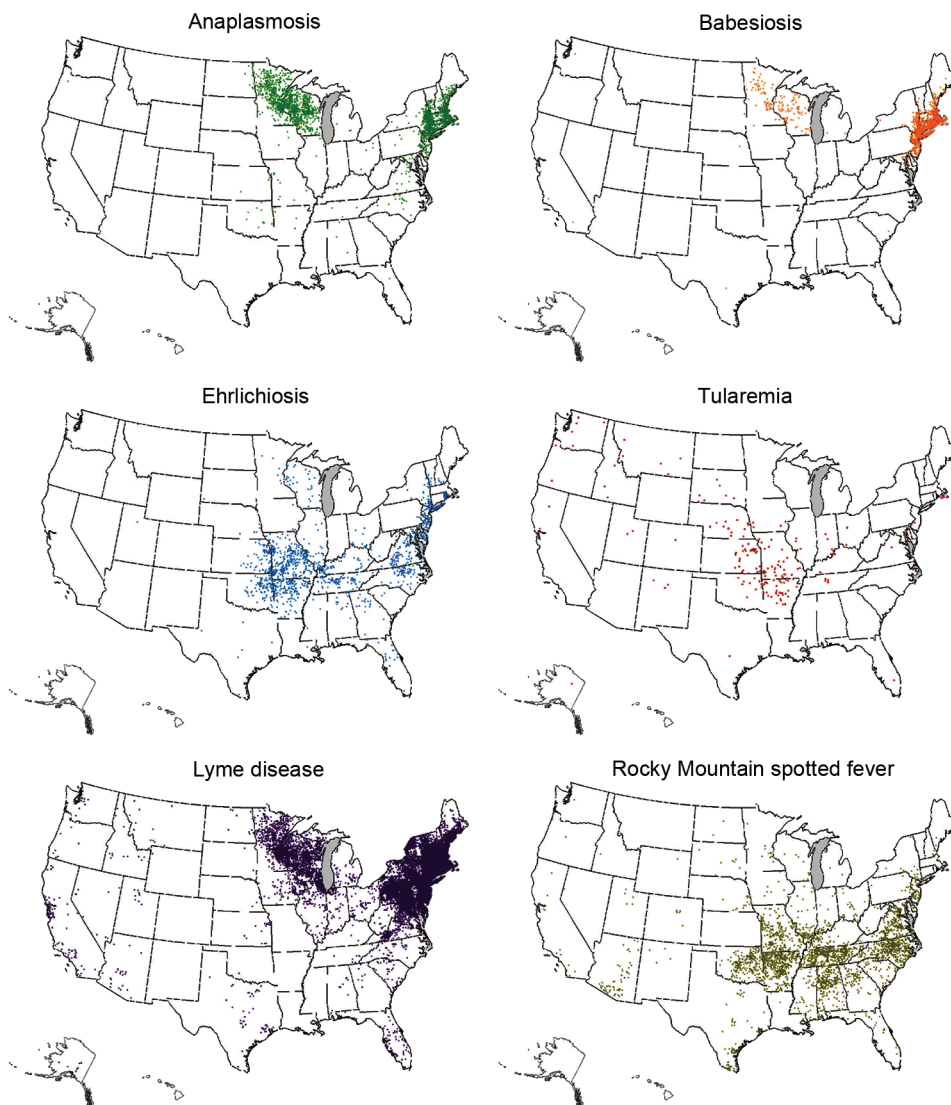 Anaplasmosis
Babesiosis
Ehrlichiosis
Tularemia
Lyme disease
Rocky Mountain spotted fever